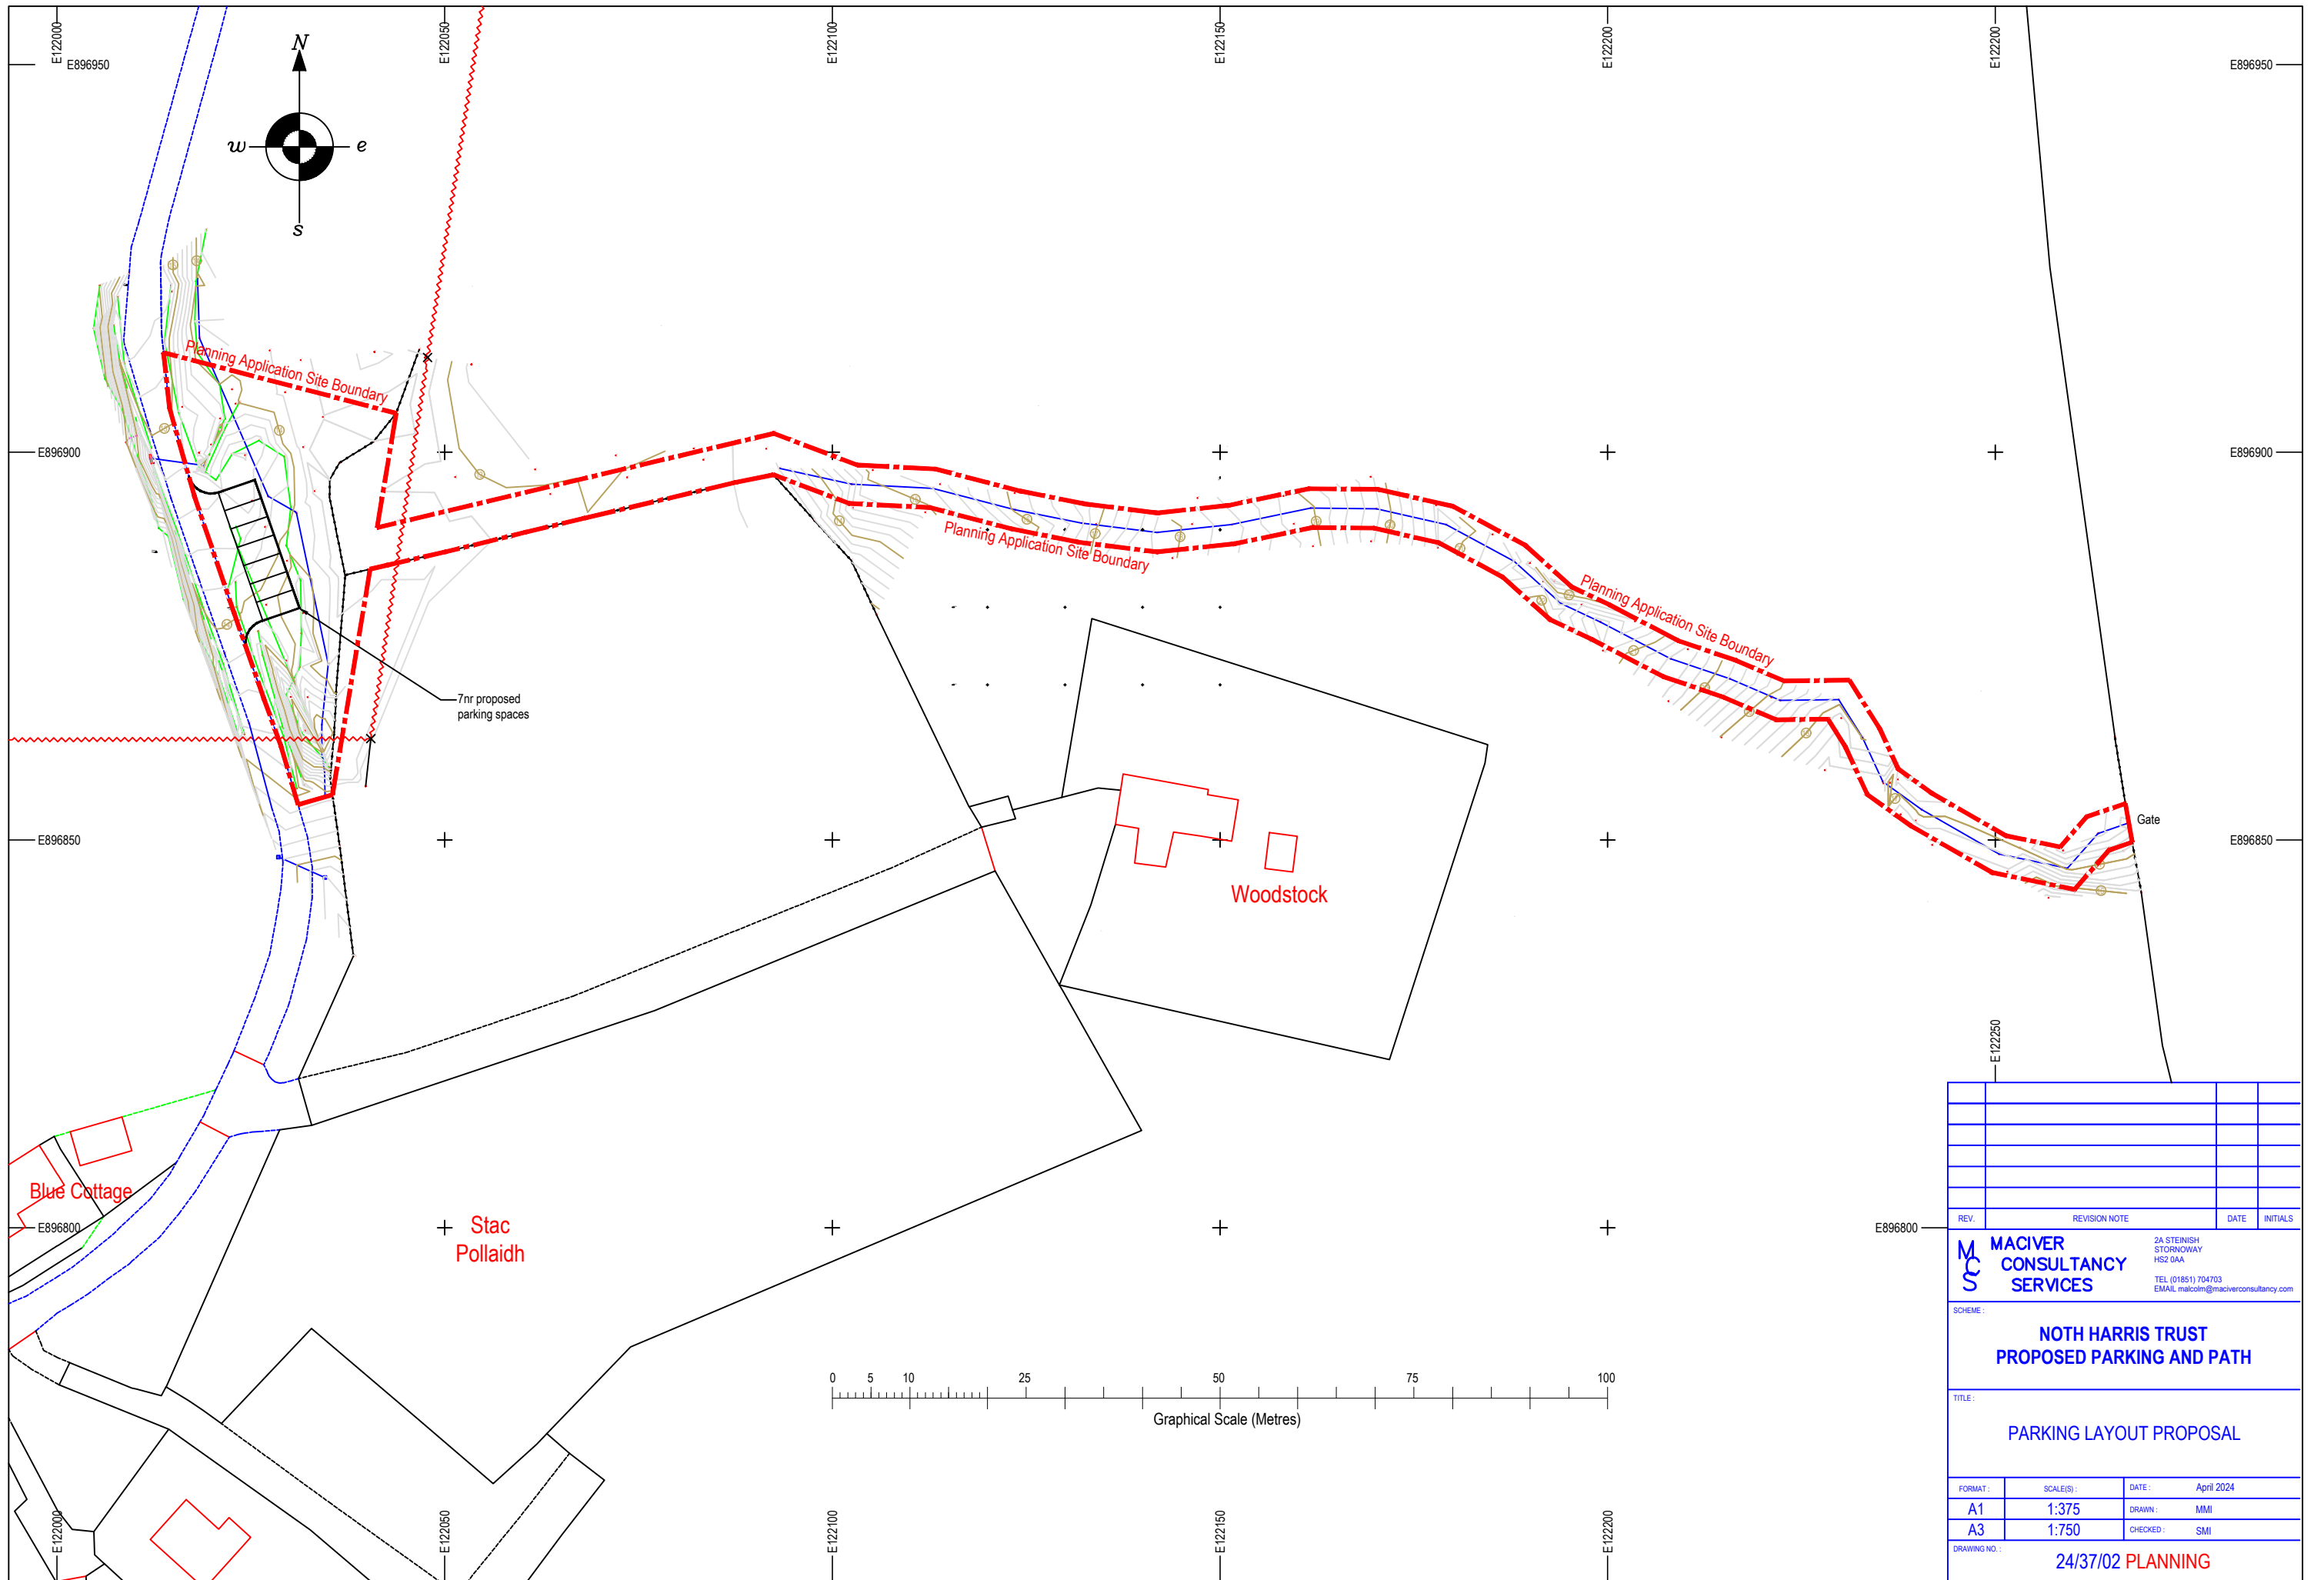 E122000
E122050
E122100
E122150
E122200
E122200
E896950
E896950
N
w
e
s
Planning Application Site Boundary
E896900
E896900
Planning Application Site Boundary
Planning Application Site Boundary
7nr proposed
parking spaces
Gate
E896850
E896850
Woodstock
E122250
Blue Cottage
Stac
Pollaidh
E896800
E896800
0 5 10 25 50 75 100
Graphical Scale (Metres)
E122000
E122050
E122100
E122150
E122200
REV. REVISION NOTE DATE INITIALS
MCS
MACIVER
CONSULTANCY
SERVICES
2A STEINISH
STORNOWAY
HS2 0AA
TEL (01851) 704703
EMAIL malcolm@maciverconsultancy.com
SCHEME :
NOTH HARRIS TRUST
PROPOSED PARKING AND PATH
TITLE :
PARKING LAYOUT PROPOSAL
FORMAT : SCALE(S) : DATE : April 2024
A1 1:375 DRAWN : MMI
A3 1:750 CHECKED : SMI
DRAWING NO. :
24/37/02 PLANNING